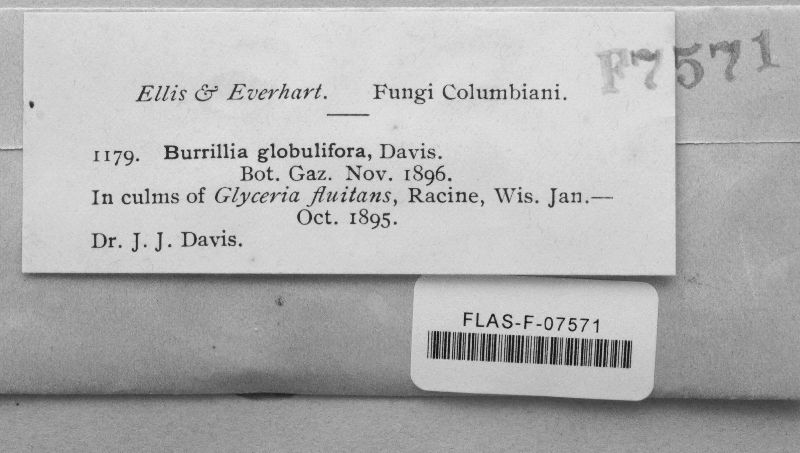 F7571
Ellis & Everhart. Fungi Columbiani.
1179. Burrillia globulifora, Davis.
Bot. Gaz. Nov. 1896.
In culms of Glyceria fluitans, Racine, Wis. Jan.—
Oct. 1895.
Dr. J. J. Davis.
FLAS-F-07571